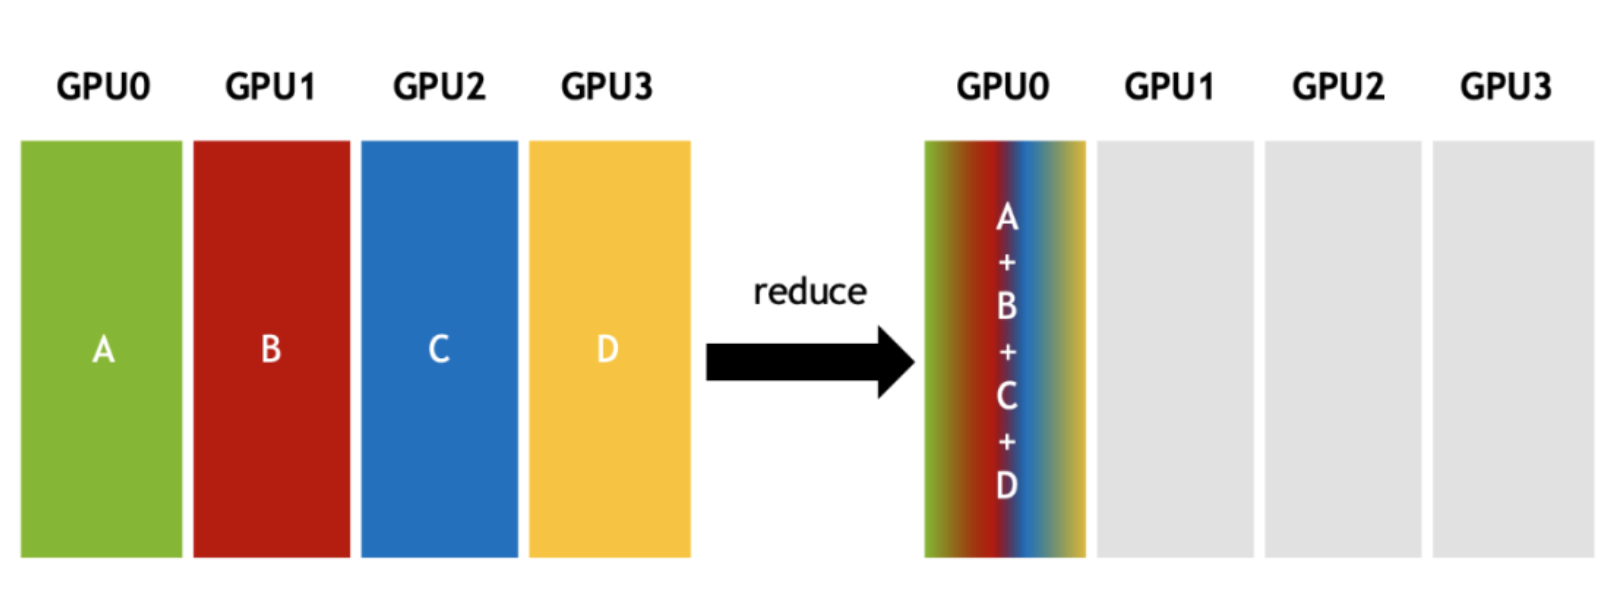 GPU0 GPU1 GPU2 GPU3 GPU0 GPU1 GPU2 GPU3
A B C D
reduce
A
+
B
+
C
+
D